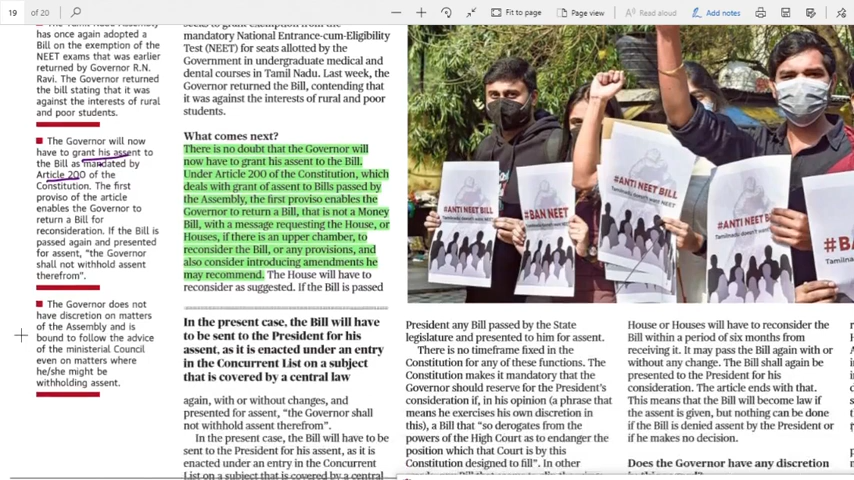 19 of 20
Fit to page
Page view
Read aloud
Add notes
has once again adopted a
Bill on the exemption of the
NEET exams that was earlier
returned by Governor R.N.
Ravi. The Governor returned
the bill stating that it was
against the interests of rural
and poor students.
The Governor will now
have to grant his assent to
the Bill as mandated by
Article 200 of the
Constitution. The first
proviso of the article
enables the Governor to
return a Bill for
reconsideration. If the Bill is
passed again and presented
for assent, “the Governor
shall not withhold assent
therefrom”.
The Governor does not
have discretion on matters
of the Assembly and is
bound to follow the advice
of the ministerial Council
even on matters where
he/she might be
withholding assent.
mandatory National Entrance-cum-Eligibility
Test (NEET) for seats allotted by the
Government in undergraduate medical and
dental courses in Tamil Nadu. Last week, the
Governor returned the Bill, contending that
it was against the interests of rural and poor
students.
What comes next?
There is no doubt that the Governor will
now have to grant his assent to the Bill.
Under Article 200 of the Constitution, which
deals with grant of assent to Bills passed by
the Assembly, the first proviso enables the
Governor to return a Bill, that is not a Money
Bill, with a message requesting the House, or
Houses, if there is an upper chamber, to
reconsider the Bill, or any provisions, and
also consider introducing amendments he
may recommend. The House will have to
reconsider as suggested. If the Bill is passed
In the present case, the Bill will have
to be sent to the President for his
assent, as it is enacted under an entry
in the Concurrent List on a subject
that is covered by a central law
again, with or without changes, and
presented for assent, “the Governor shall
not withhold assent therefrom”.
In the present case, the Bill will have to be
sent to the President for his assent, as it is
enacted under an entry in the Concurrent
List on a subject that is covered by a central
#ANTI NEET BILL
Tamilnadu doesn't want NEET
#BAN NEET
#ANTI NEET BILL
#ANTI NEET B
President any Bill passed by the State
legislature and presented to him for assent.
There is no timeframe fixed in the
Constitution for any of these functions. The
Constitution makes it mandatory that the
Governor should reserve for the President’s
consideration if, in his opinion (a phrase that
means he exercises his own discretion in
this), a Bill that “so derogates from the
powers of the High Court as to endanger the
position which that Court is by this
Constitution designed to fill”. In other
House or Houses will have to reconsider the
Bill within a period of six months from
receiving it. It may pass the Bill again with or
without any change. The Bill shall again be
presented to the President for his
consideration. The article ends with that.
This means that the Bill will become law if
the assent is given, but nothing can be done
if the Bill is denied assent by the President or
if he makes no decision.
Does the Governor have any discretion